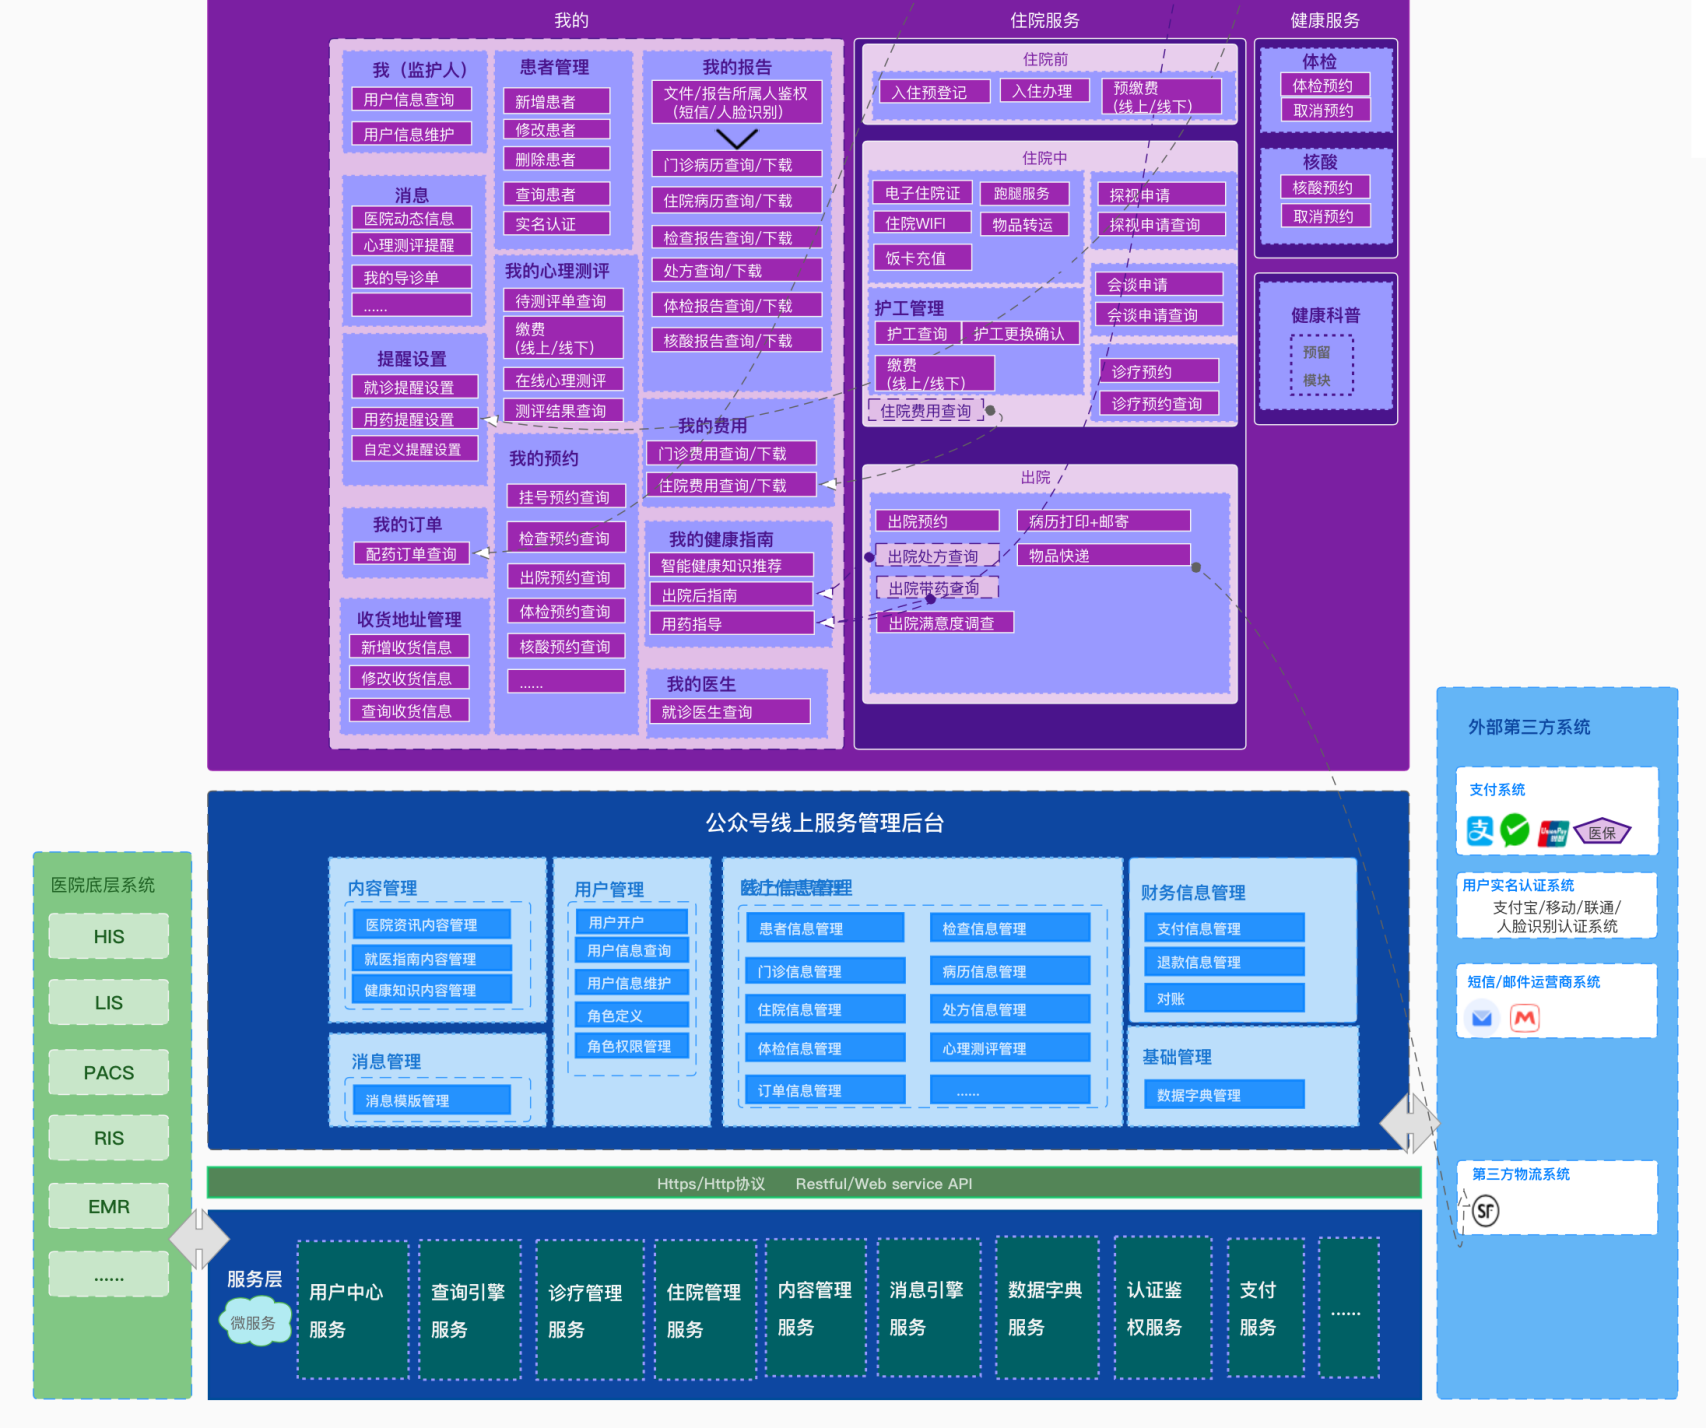 我的
我（监护人）
用户信息查询
用户信息维护
消息
医院动态信息
心理测评提醒
我的导诊单
......
提醒设置
就诊提醒设置
用药提醒设置
自定义提醒设置
我的订单
配药订单查询
收货地址管理
新增收货信息
修改收货信息
查询收货信息
患者管理
新增患者
修改患者
删除患者
查询患者
实名认证
我的心理测评
待测评单查询
缴费
(线上/线下）
在线心理测评
测评结果查询
我的预约
挂号预约查询
检查预约查询
出院预约查询
体检预约查询
核酸预约查询
......
我的报告
文件/报告所属人鉴权
（短信/人脸识别）
门诊病历查询/下载
住院病历查询/下载
检查报告查询/下载
处方查询/下载
体检报告查询/下载
核酸报告查询/下载
我的费用
门诊费用查询/下载
住院费用查询/下载
我的健康指南
智能健康知识推荐
出院后指南
用药指导
我的医生
就诊医生查询
住院服务
住院前
入住预登记
入住办理
预缴费
(线上/线下）
住院中
电子住院证
跑腿服务
住院WIFI
物品转运
饭卡充值
护工管理
护工查询
护工更换确认
缴费
(线上/线下）
住院费用查询
探视申请
探视申请查询
会谈申请
会谈申请查询
诊疗预约
诊疗预约查询
出院
出院预约
病历打印+邮寄
出院处方查询
物品快递
出院带药查询
出院满意度调查
健康服务
体检
体检预约
取消预约
核酸
核酸预约
取消预约
健康科普
预留
模块
公众号线上服务管理后台
内容管理
医院资讯内容管理
就医指南内容管理
健康知识内容管理
消息管理
消息模版管理
用户管理
用户开户
用户信息查询
用户信息维护
角色定义
角色权限管理
患者信息管理
检查信息管理
门诊信息管理
病历信息管理
住院信息管理
处方信息管理
体检信息管理
心理测评管理
订单信息管理
......
财务信息管理
支付信息管理
退款信息管理
对账
基础管理
数据字典管理
Https/Http协议
Restful/Web service API
服务层
微服务
用户中心
服务
查询引擎
服务
诊疗管理
服务
住院管理
服务
内容管理
服务
消息引擎
服务
数据字典
服务
认证鉴
权服务
支付
服务
......
医院底层系统
HIS
LIS
PACS
RIS
EMR
......
外部第三方系统
支付系统
支
UnionPay
银联
医保
用户实名认证系统
支付宝/移动/联通/
人脸识别认证系统
短信/邮件运营商系统
第三方物流系统
SF